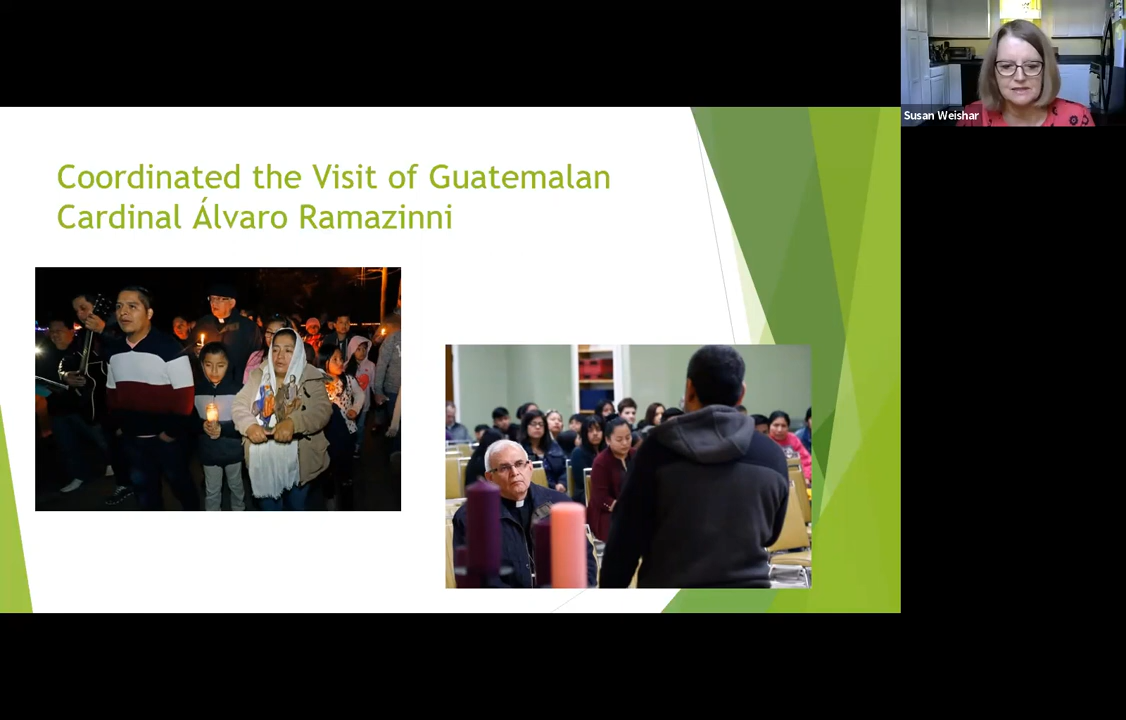 Coordinated the Visit of Guatemalan
Cardinal Álvaro Ramazinni
Susan Weishar